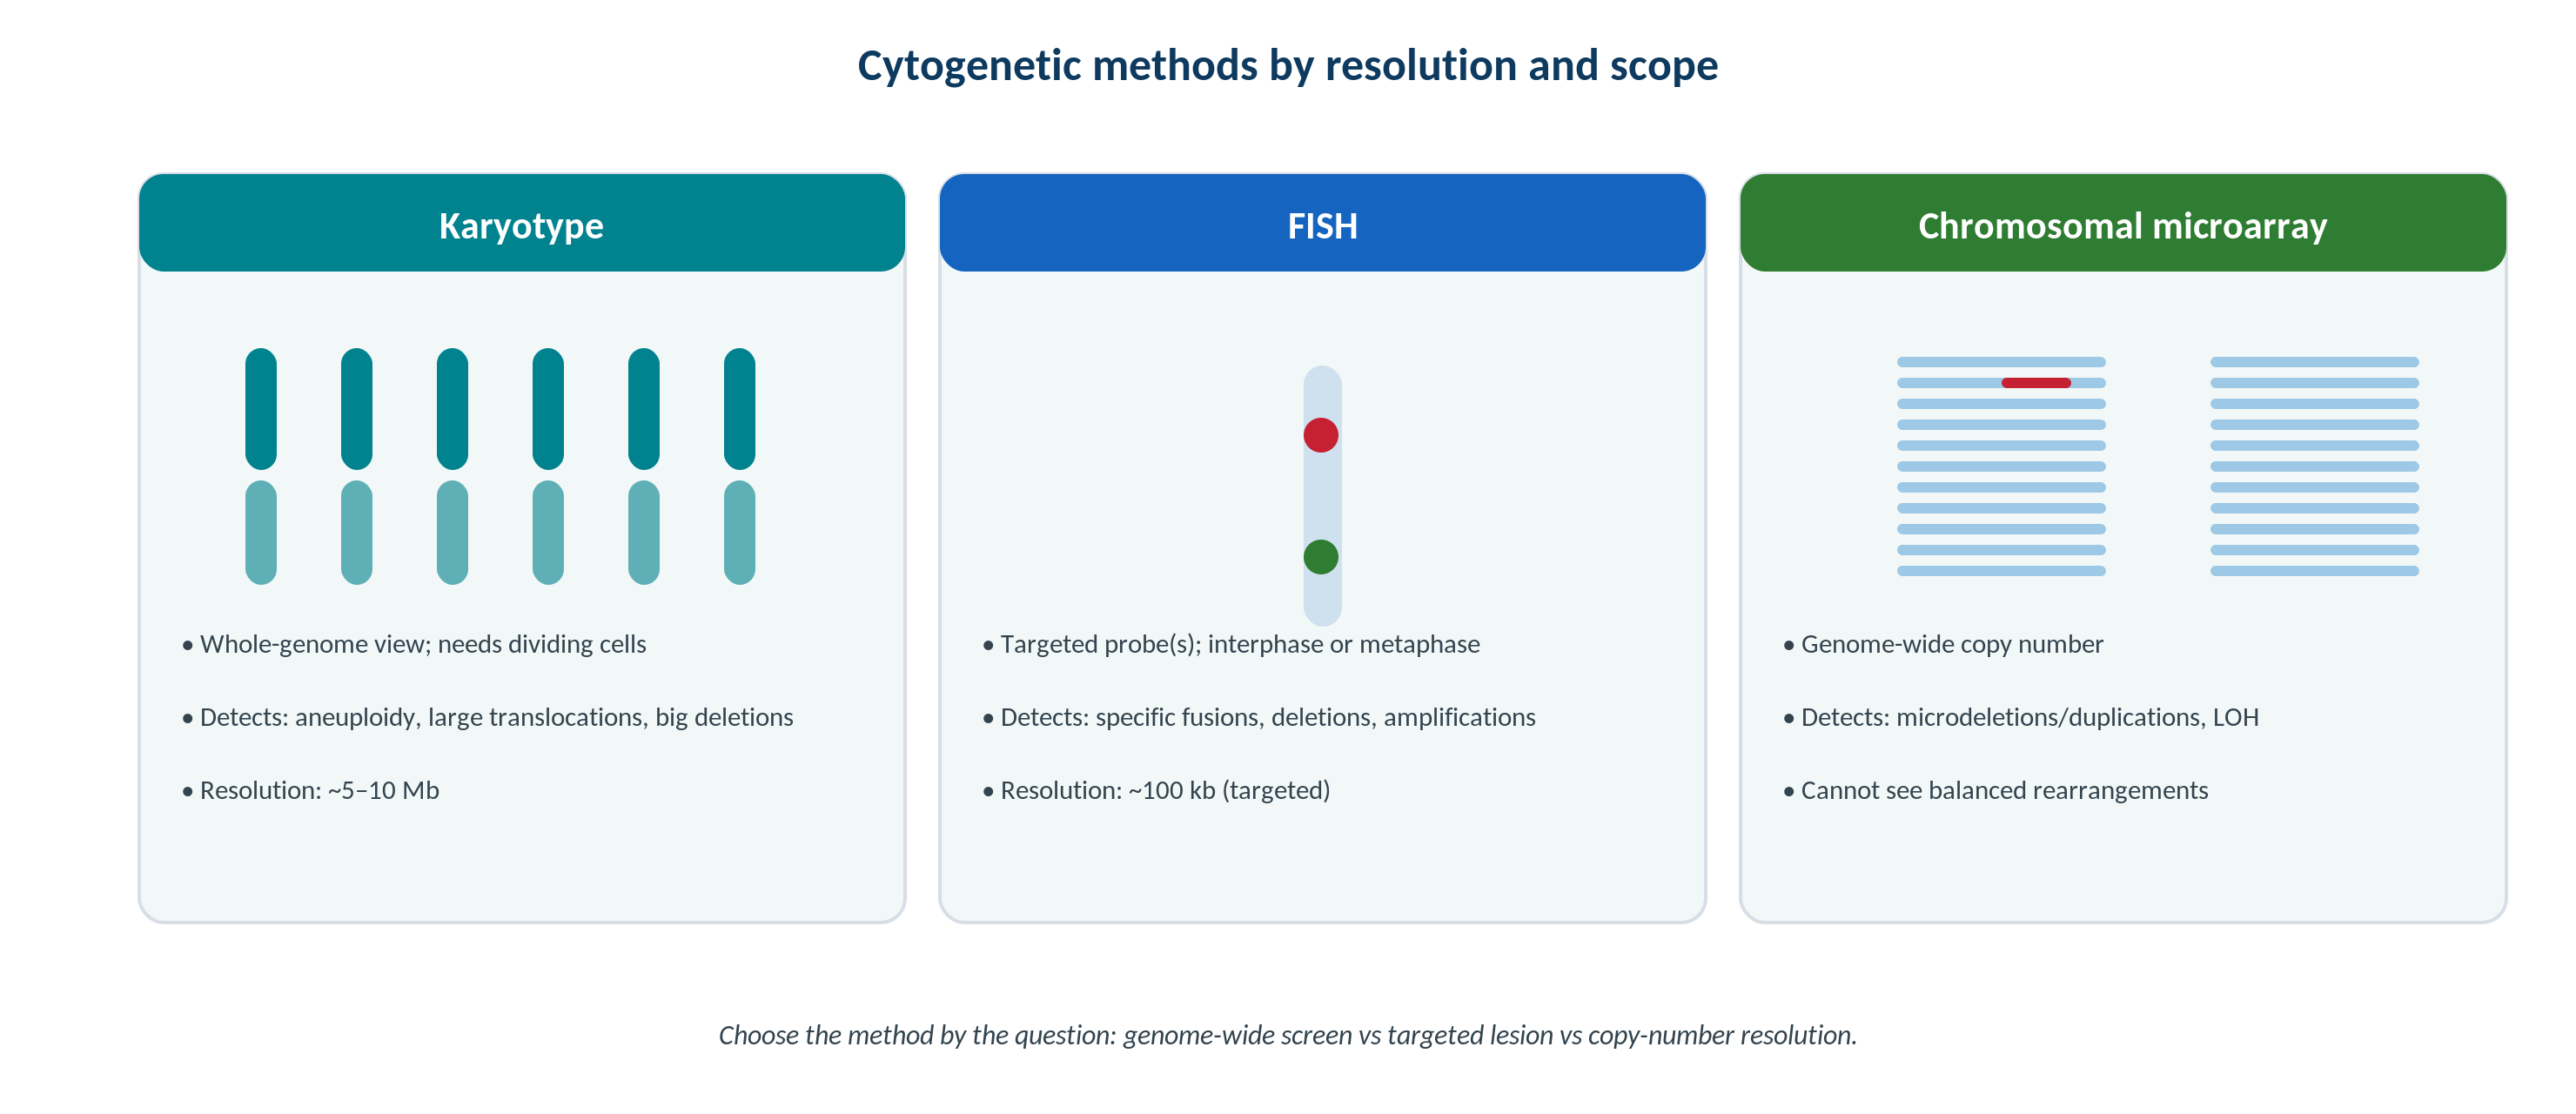 Cytogenetic methods by resolution and scope
Karyotype
• Whole-genome view; needs dividing cells
• Detects: aneuploidy, large translocations, big deletions
• Resolution: ~5–10 Mb
FISH
• Targeted probe(s); interphase or metaphase
• Detects: specific fusions, deletions, amplifications
• Resolution: ~100 kb (targeted)
Chromosomal microarray
• Genome-wide copy number
• Detects: microdeletions/duplications, LOH
• Cannot see balanced rearrangements
Choose the method by the question: genome-wide screen vs targeted lesion vs copy-number resolution.